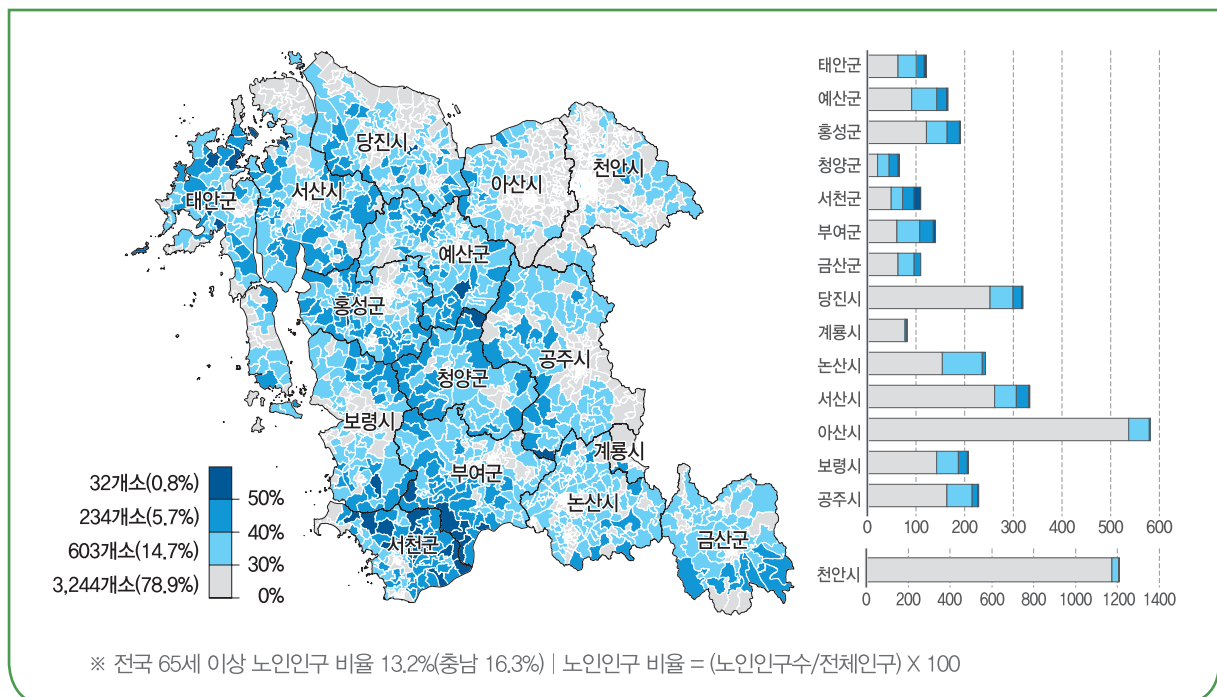 당진시
천안시
아산시
서산시
태안군
예산군
홍성군
공주시
청양군
보령시
계룡시
부여군
논산시
서천군
금산군
32개소(0.8%)
50%
234개소(5.7%)
40%
603개소(14.7%)
30%
3,244개소(78.9%)
0%
태안군
예산군
홍성군
청양군
서천군
부여군
금산군
당진시
계룡시
논산시
서산시
아산시
보령시
공주시
0 100 200 300 400 500 600
천안시
0 200 400 600 800 1000 1200 1400
※ 전국 65세 이상 노인인구 비율 13.2%(충남 16.3%) | 노인인구 비율 = (노인인구수/전체인구) X 100